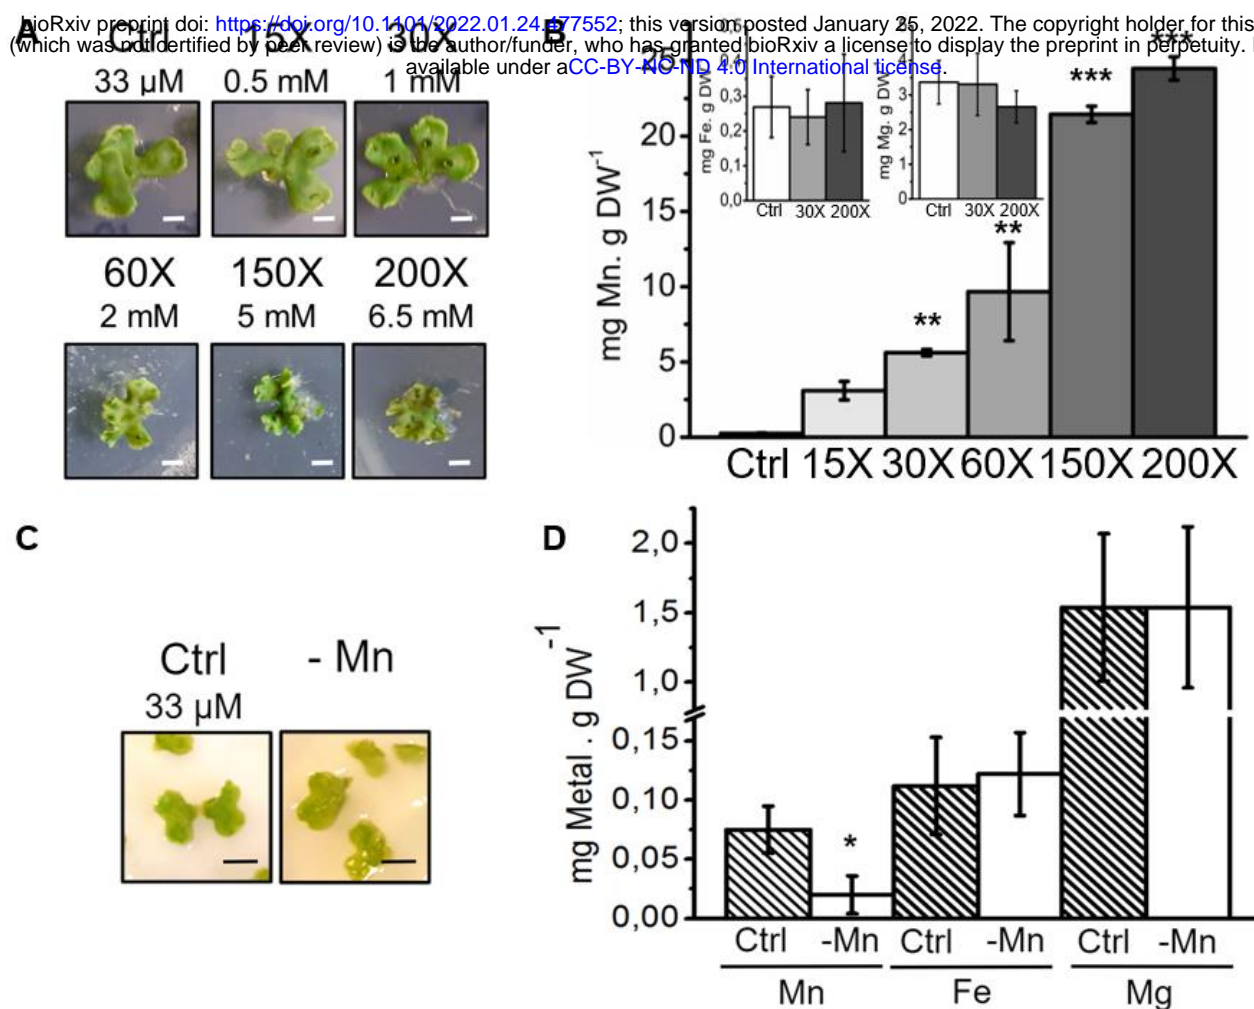 bioRxiv preprint doi: https://doi.org/10.1101/2022.01.24.477552; this version posted January 25, 2022. The copyright holder for this
(which was not certified by peer review) is the author/funder, who has granted bioRxiv a license to display the preprint in perpetuity.
available under aCC-BY-NC-ND 4.0 International license.
A
Ctrl 15X 30X
33 µM 0.5 mM 1 mM
60X 150X 200X
2 mM 5 mM 6.5 mM
B
mg Mn. g DW-1
25
20
15
10
5
0
** ** *** ***
Ctrl 15X 30X 60X 150X 200X
mg Fe. g DW
0,5
0,4
0,3
0,2
0,1
0,0
Ctrl 30X 200X
mg Mg. g DW
4
3
2
1
0
Ctrl 30X 200X
C
Ctrl - Mn
33 µM
D
mg Metal . g DW-1
2,0
1,5
1,0
0,15
0,10
0,05
0,00
*
Ctrl -Mn Ctrl -Mn Ctrl -Mn
Mn Fe Mg